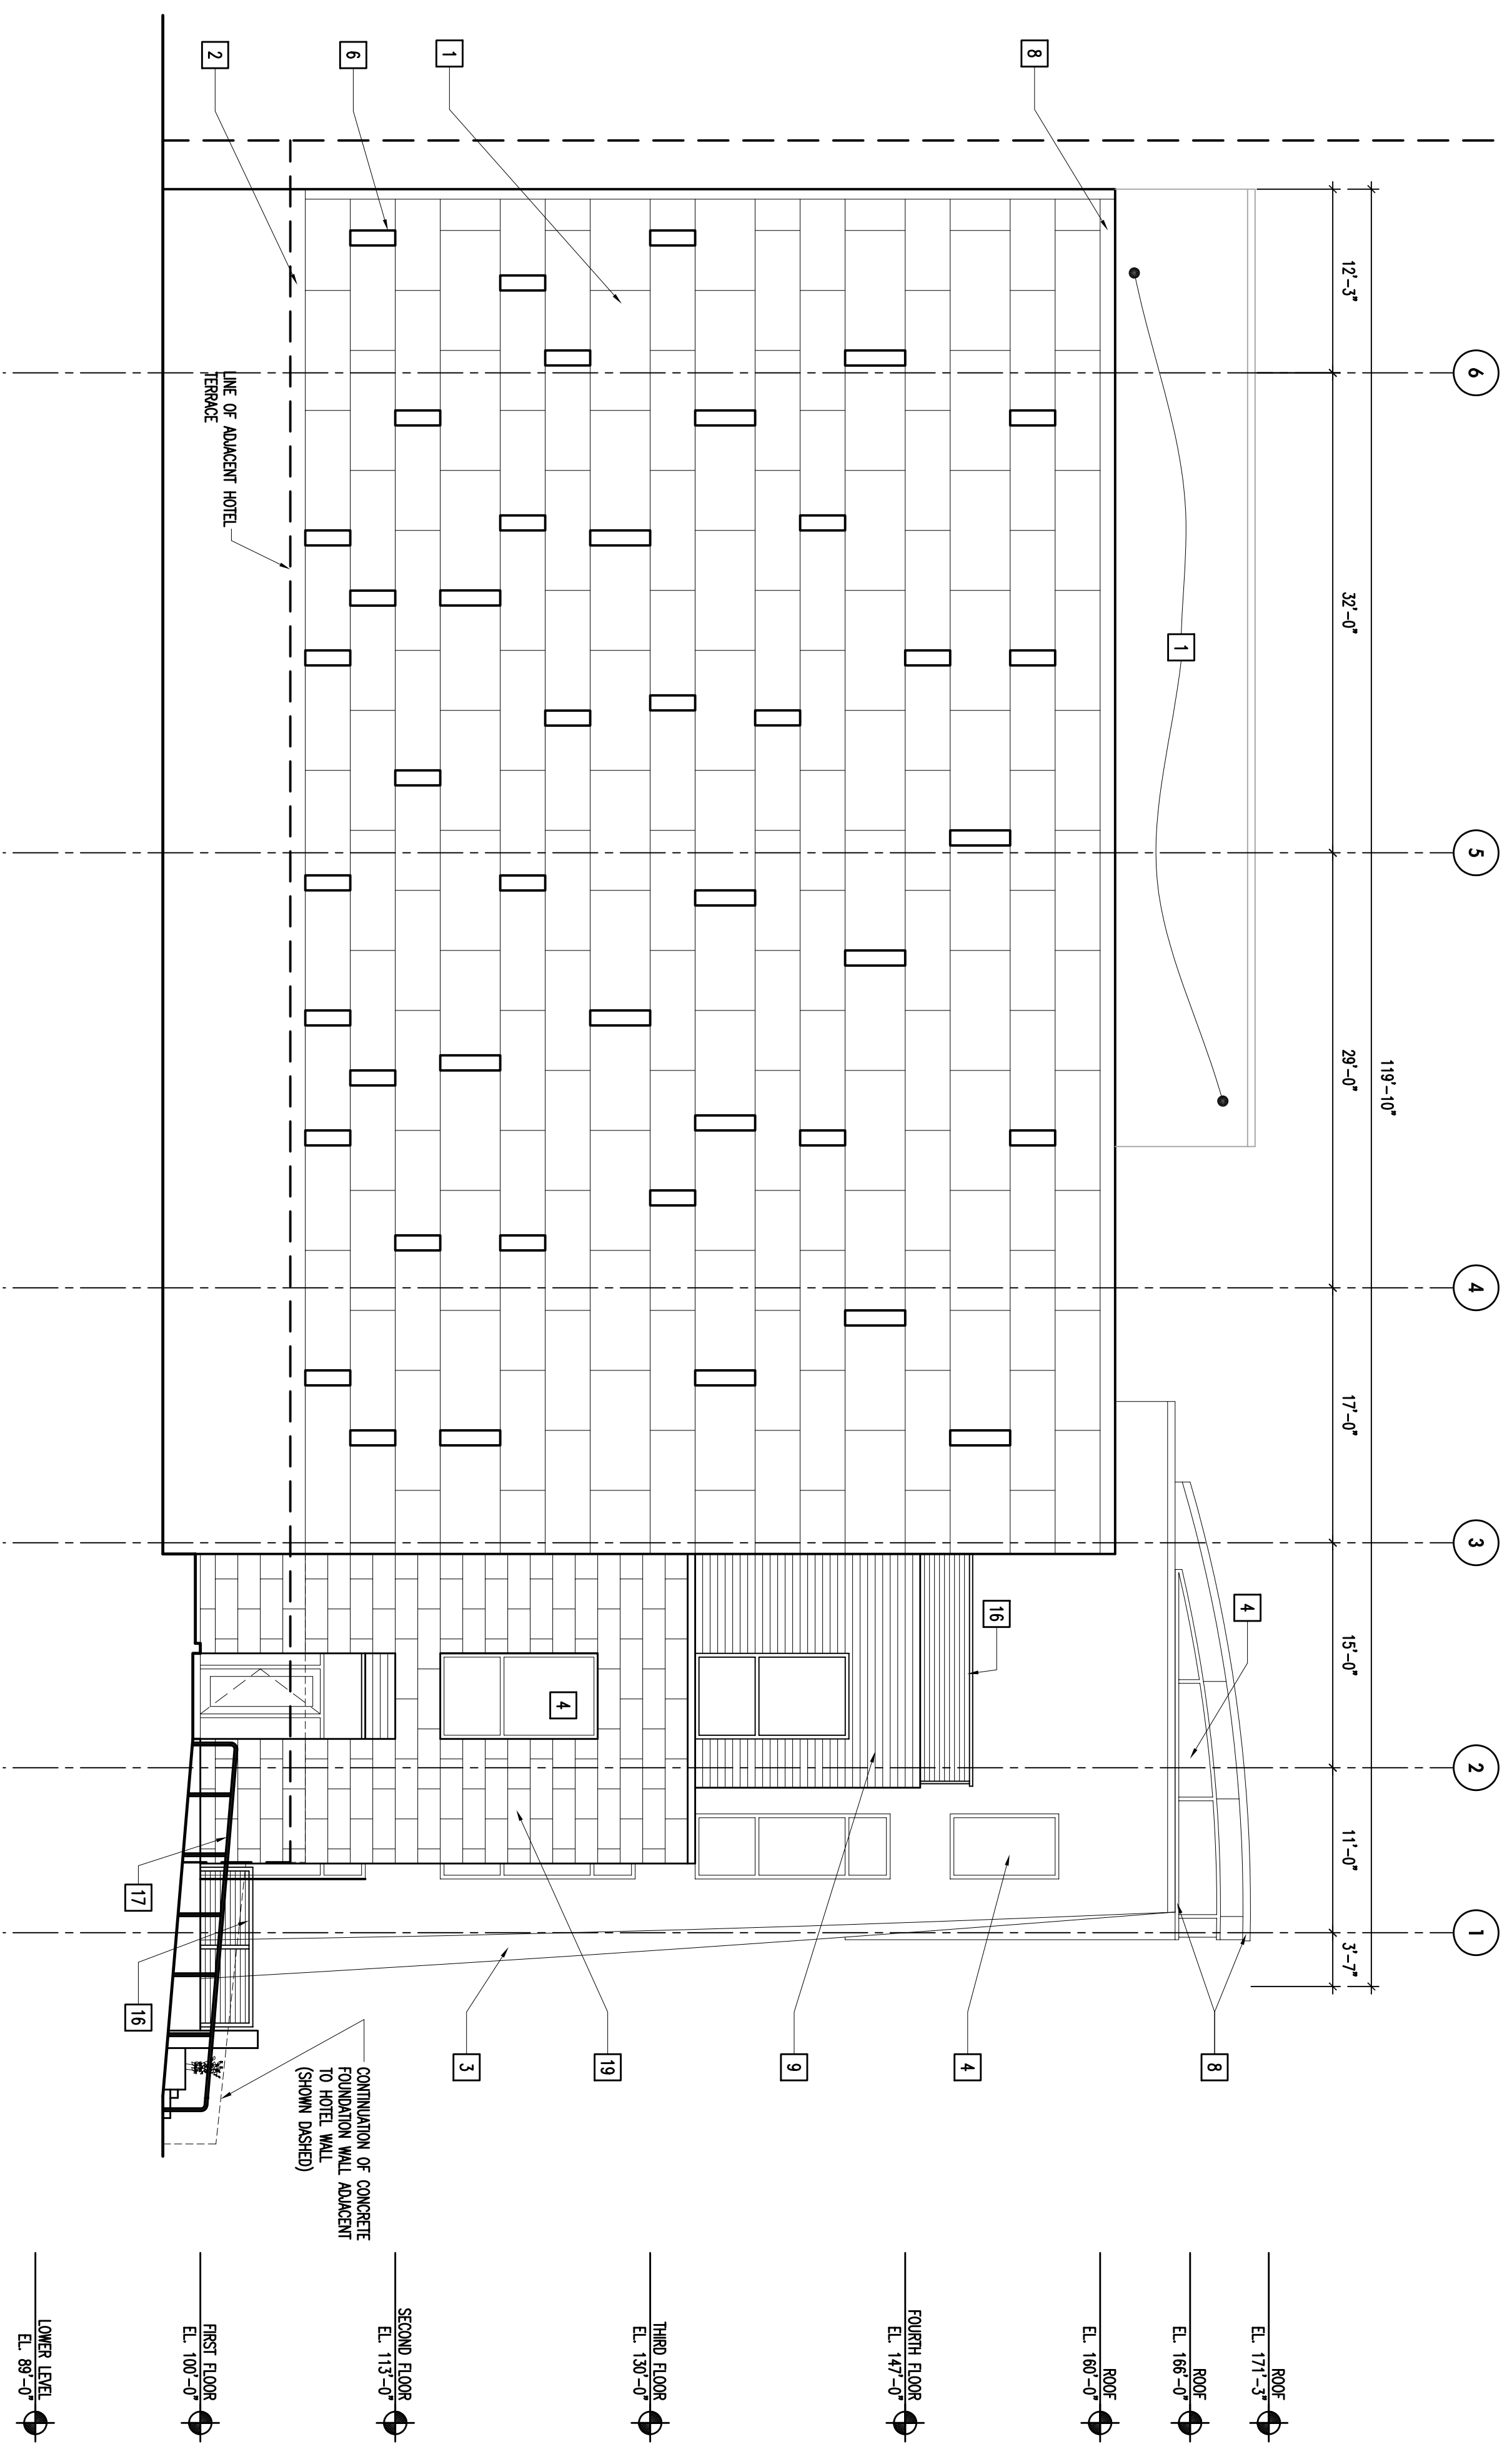 6
5
4
3
2
1
119'-10"
12'-3"
32'-0"
29'-0"
17'-0"
15'-0"
11'-0"
3'-7"
8
1
6
2
1
4
16
4
8
4
9
19
3
17
16
LINE OF ADJACENT HOTEL
TERRACE
CONTINUATION OF CONCRETE
FOUNDATION WALL ADJACENT
TO HOTEL WALL
(SHOWN DASHED)
ROOF
EL. 171'-3"
ROOF
EL. 166'-0"
ROOF
EL. 160'-0"
FOURTH FLOOR
EL. 147'-0"
THIRD FLOOR
EL. 130'-0"
SECOND FLOOR
EL. 113'-0"
FIRST FLOOR
EL. 100'-0"
LOWER LEVEL
EL. 89'-0"